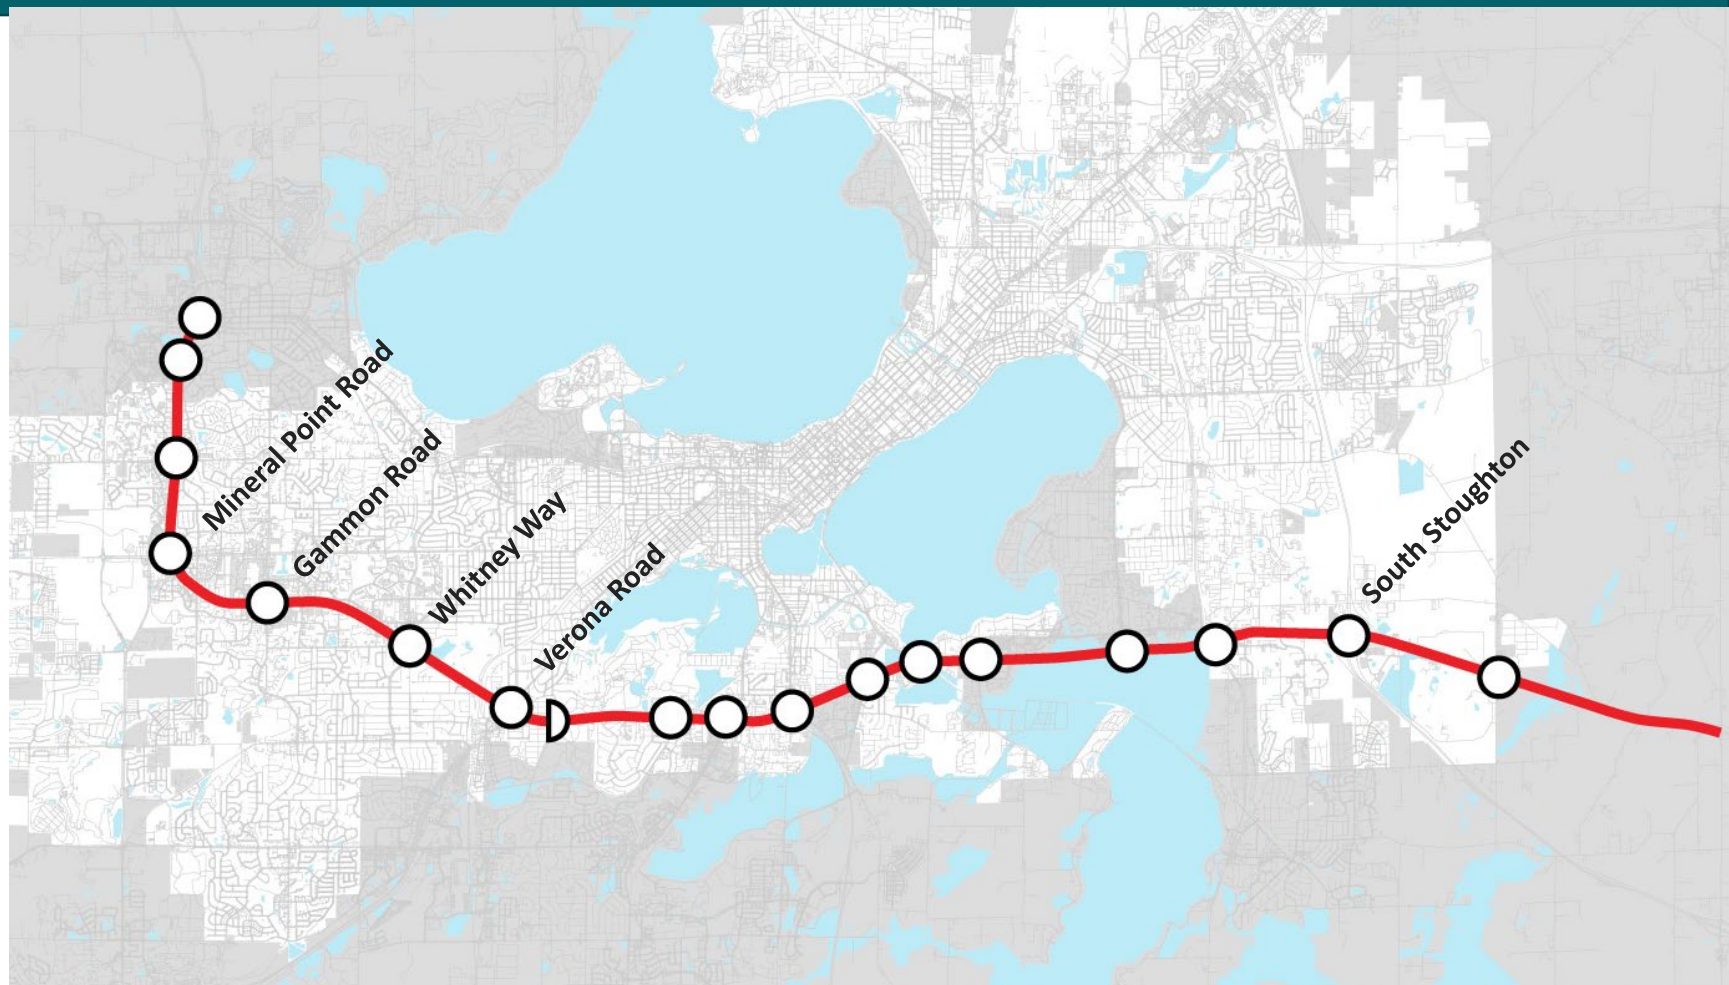 Mineral Point Road
Gammon Road
Whitney Way
Verona Road
South Stoughton